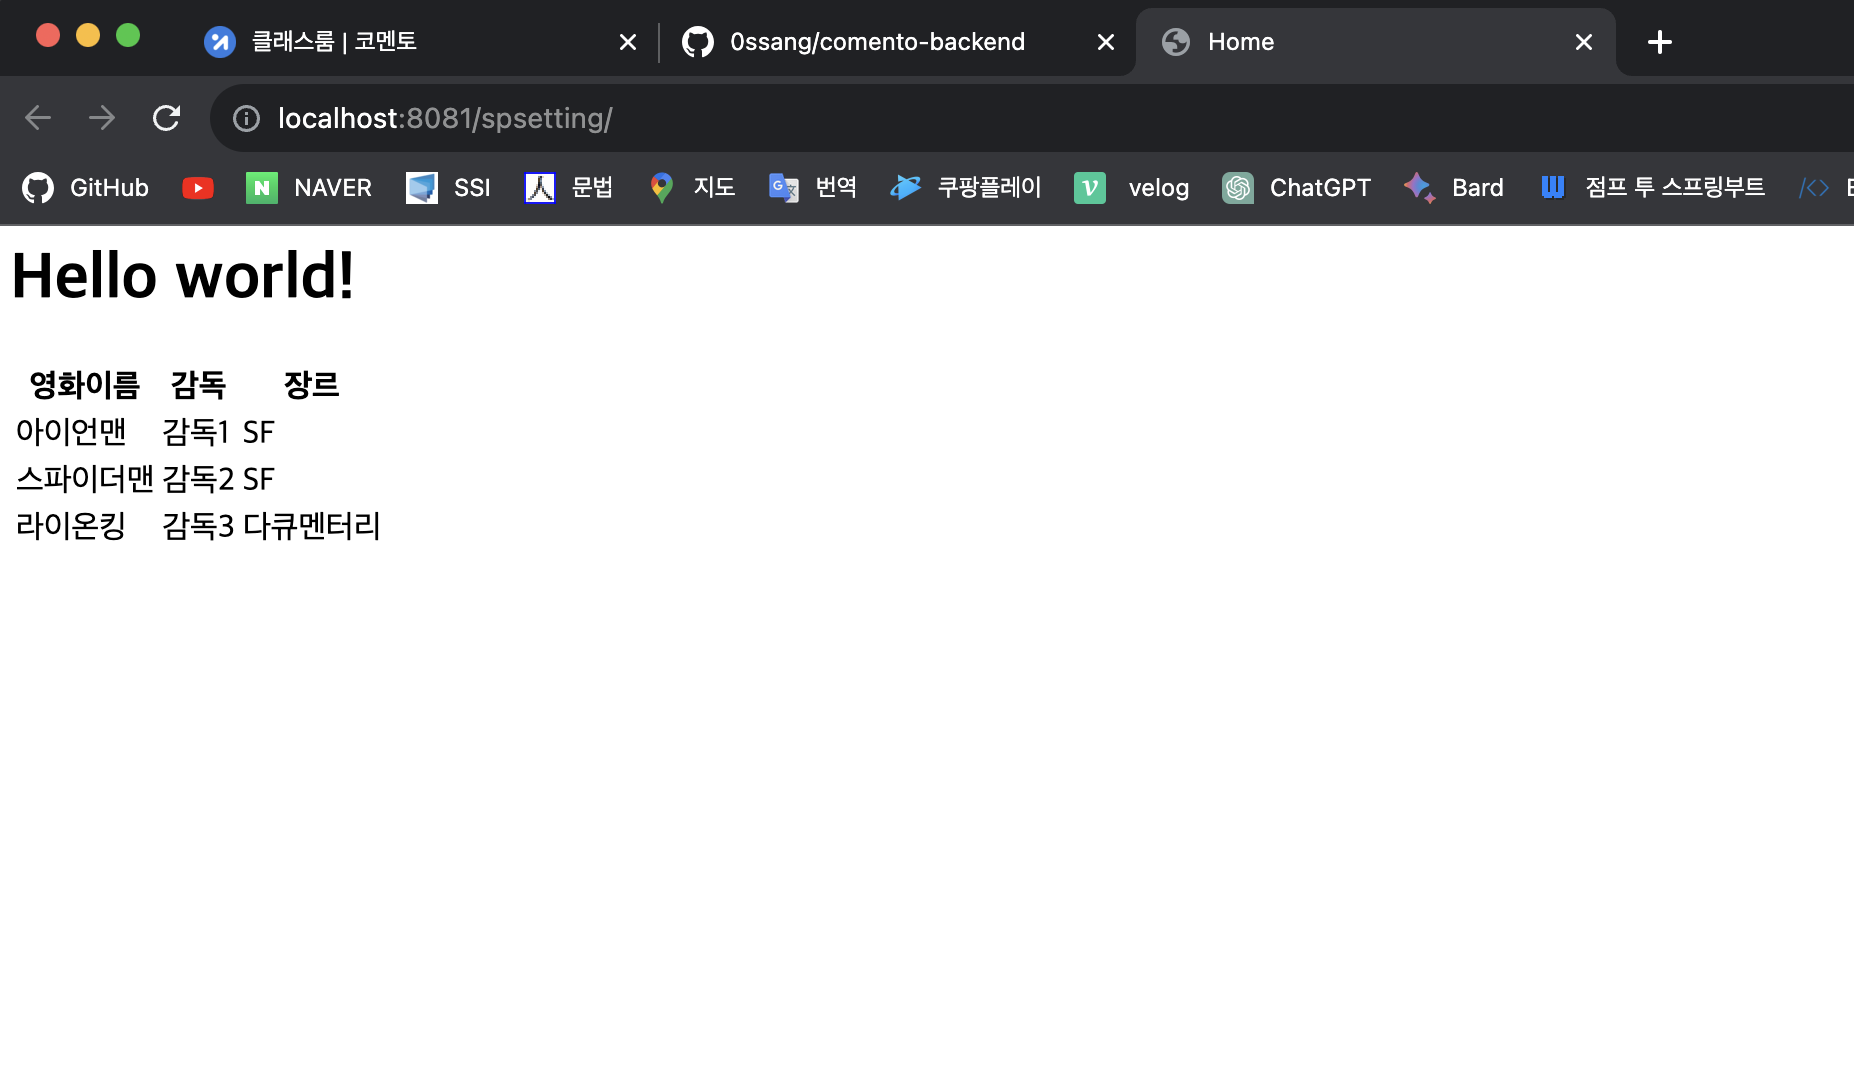 클래스룸 | 코멘토
0ssang/comento-backend
Home
localhost:8081/spsetting/
GitHub NAVER SSI 문법 지도 번역 쿠팡플레이 velog ChatGPT Bard 점프 투 스프링부트
Hello world!
영화이름 감독 장르
아이언맨 감독1 SF
스파이더맨 감독2 SF
라이온킹 감독3 다큐멘터리